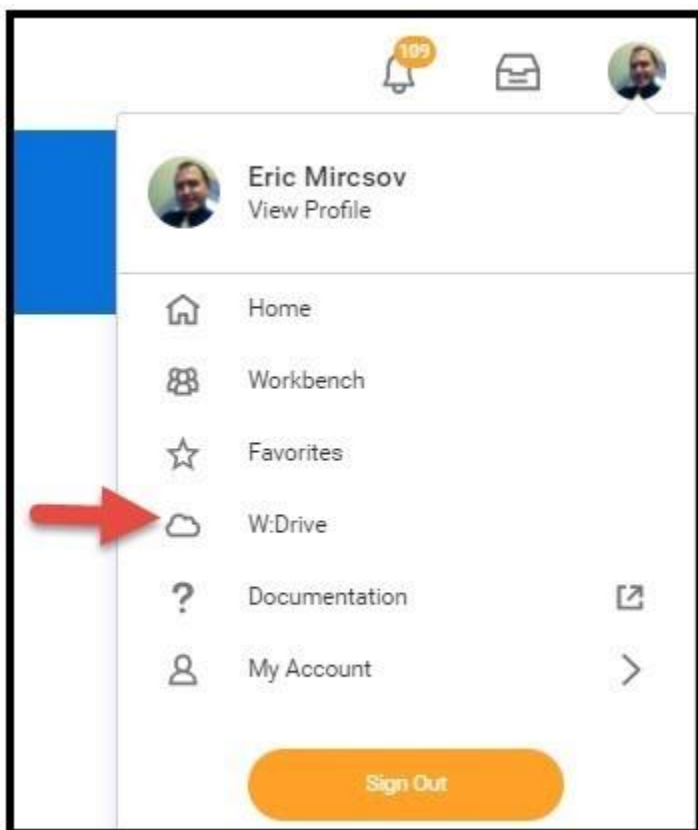 109
Eric Mircsov
View Profile
Home
Workbench
Favorites
W:Drive
Documentation
My Account
Sign Out